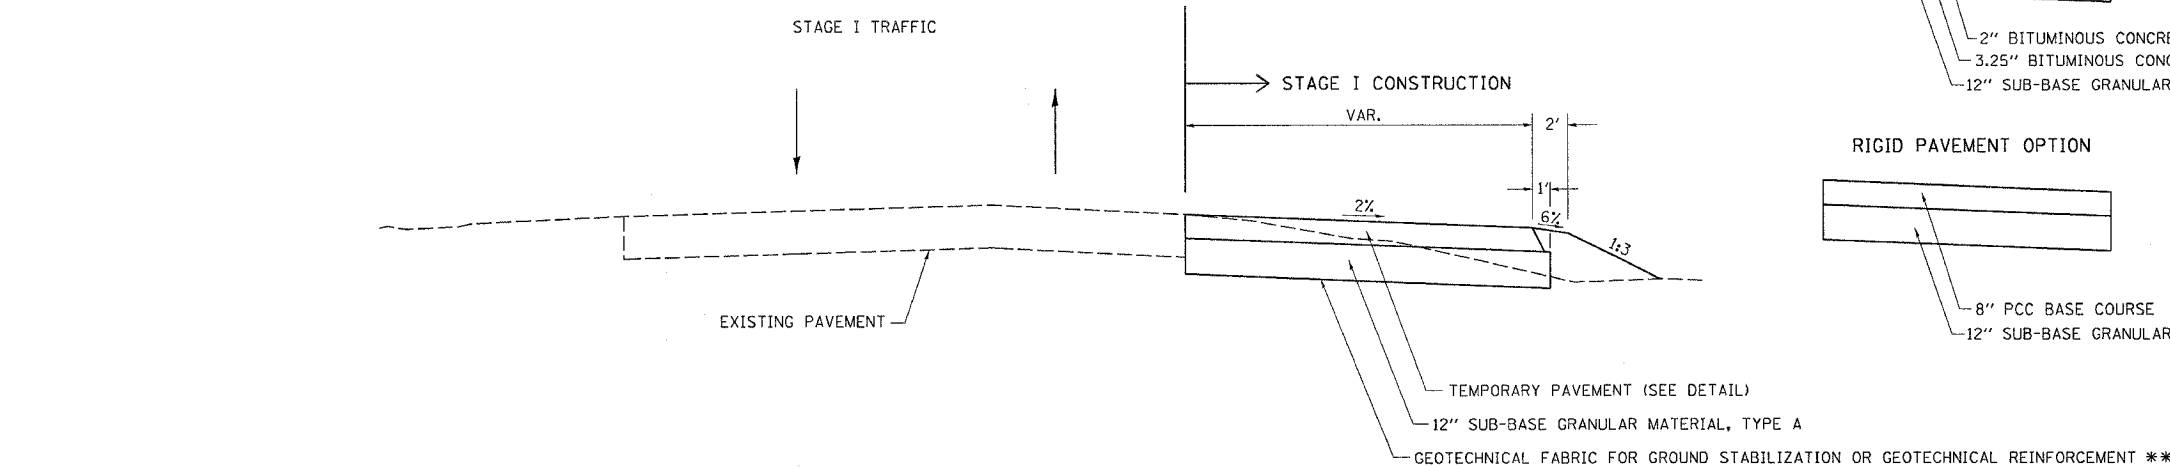 STAGE I TRAFFIC
STAGE I CONSTRUCTION
VAR.
2'
1'
2%
6%
1:3
EXISTING PAVEMENT
TEMPORARY PAVEMENT (SEE DETAIL)
12" SUB-BASE GRANULAR MATERIAL, TYPE A
GEOTECHNICAL FABRIC FOR GROUND STABILIZATION OR GEOTECHNICAL REINFORCEMENT **
2" BITUMINOUS CONCRE
3.25" BITUMINOUS CONC
12" SUB-BASE GRANULAR
RIGID PAVEMENT OPTION
8" PCC BASE COURSE
12" SUB-BASE GRANULAR